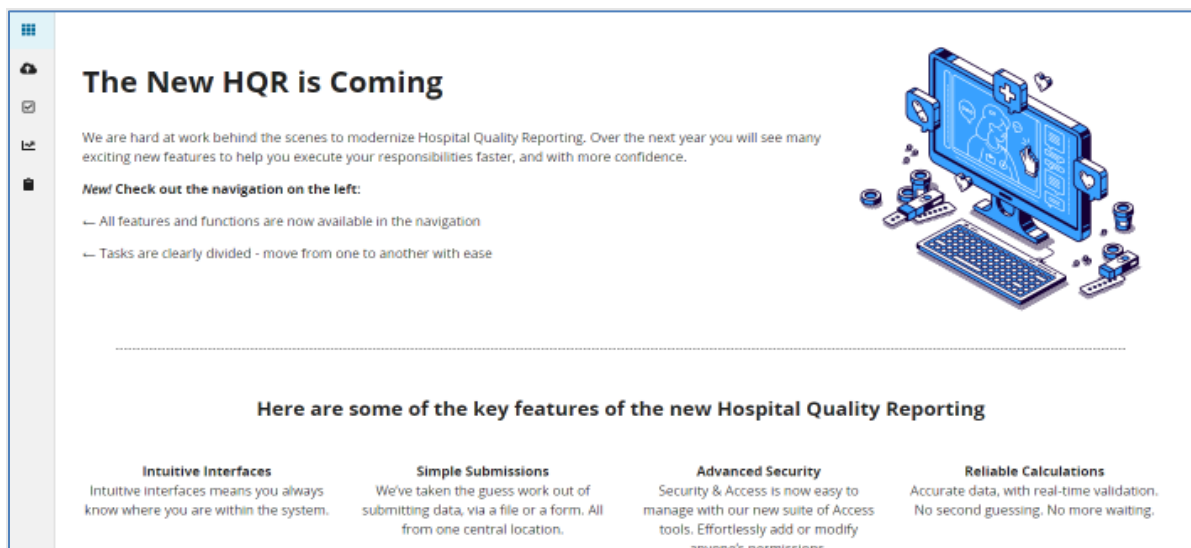 The New HQR is Coming
We are hard at work behind the scenes to modernize Hospital Quality Reporting. Over the next year you will see many
exciting new features to help you execute your responsibilities faster, and with more confidence.
New! Check out the navigation on the left:
← All features and functions are now available in the navigation
← Tasks are clearly divided - move from one to another with ease
Here are some of the key features of the new Hospital Quality Reporting
Intuitive Interfaces
Intuitive interfaces means you always
know where you are within the system.
Simple Submissions
We've taken the guess work out of
submitting data, via a file or a form. All
from one central location.
Advanced Security
Security & Access is now easy to
manage with our new suite of Access
tools. Effortlessly add or modify
anyone's permissions
Reliable Calculations
Accurate data, with real-time validation.
No second guessing. No more waiting.